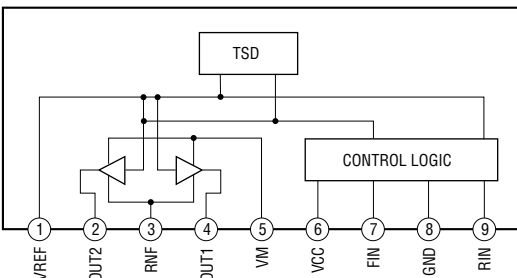 TSD
CONTROL LOGIC
1 2 3 4 5 6 7 8 9
VREF OUT2 RNF OUT1 VM VCC FIN GND RIN